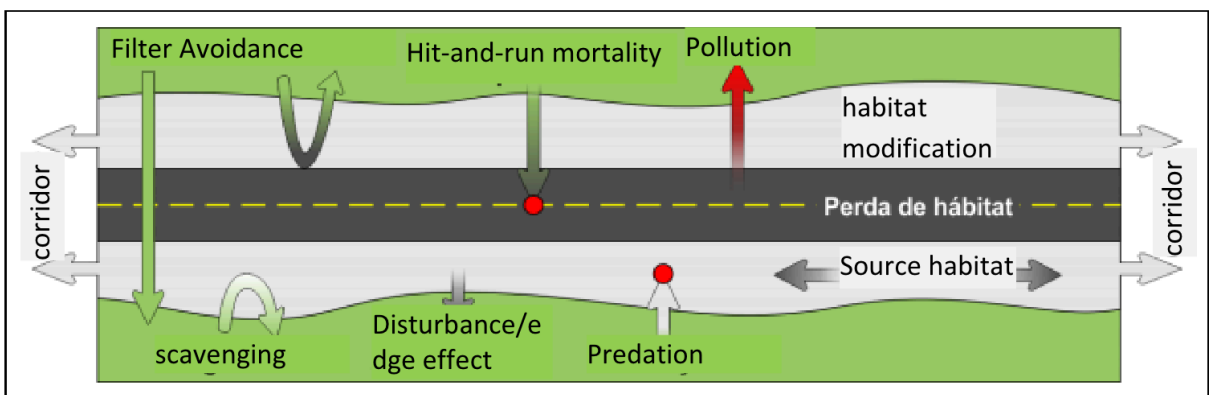 Filter Avoidance
Hit-and-run mortality
Pollution
habitat
modification
corridor
corridor
Perda de hábitat
Source habitat
scavenging
Disturbance/e
dge effect
Predation